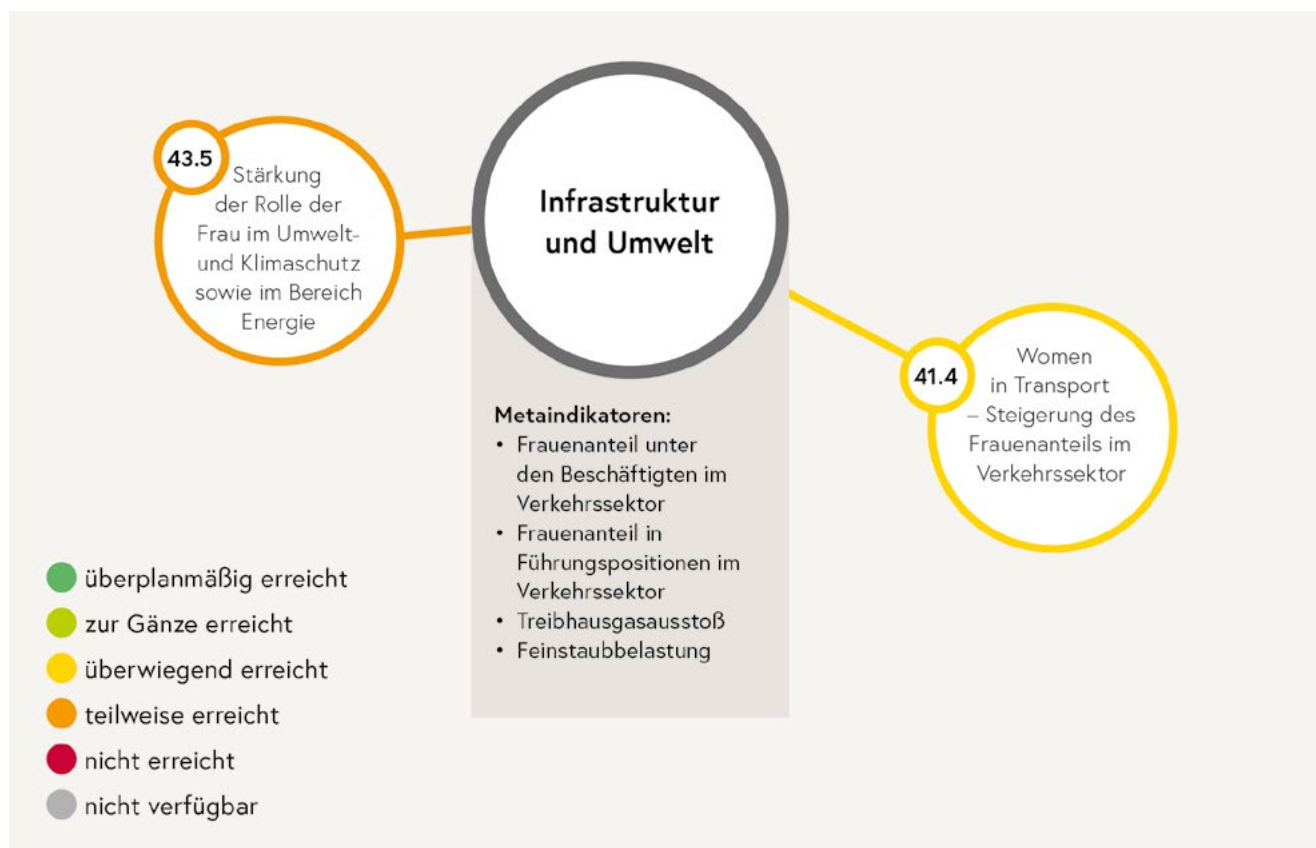 43.5
Stärkung
der Rolle der
Frau im Umwelt-
und Klimaschutz
sowie im Bereich
Energie
Infrastruktur
und Umwelt
41.4
Women
in Transport
– Steigerung des
Frauenanteils im
Verkehrssektor
Metaindikatoren:
• Frauenanteil unter
den Beschäftigten im
Verkehrssektor
• Frauenanteil in
Führungspositionen im
Verkehrssektor
• Treibhausgasausstoß
• Feinstaubbelastung
überplanmäßig erreicht
zur Gänze erreicht
überwiegend erreicht
teilweise erreicht
nicht erreicht
nicht verfügbar